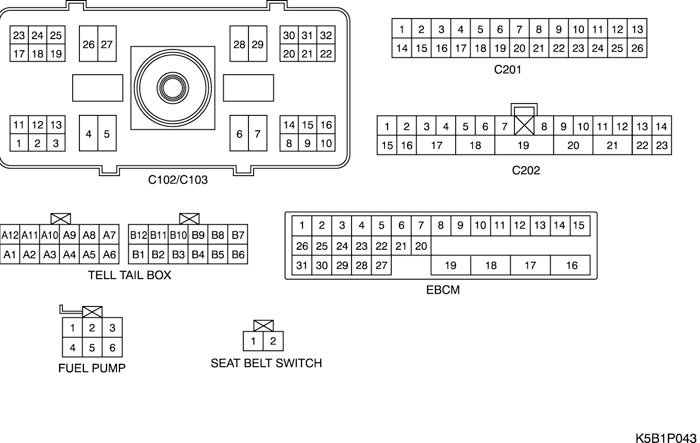 23 24 25 26 27 28 29 30 31 32
17 18 19 20 21 22
11 12 13 14 15 16
1 2 3 4 5 6 7 8 9 10
C102/C103
1 2 3 4 5 6 7 8 9 10 11 12 13
14 15 16 17 18 19 20 21 22 23 24 25 26
C201
1 2 3 4 5 6 7 8 9 10 11 12 13 14
15 16 17 18 19 20 21 22 23
C202
A12 A11 A10 A9 A8 A7
A1 A2 A3 A4 A5 A6
B12 B11 B10 B9 B8 B7
B1 B2 B3 B4 B5 B6
TELL TAIL BOX
1 2 3 4 5 6 7 8 9 10 11 12 13 14 15
26 25 24 23 22 21 20
31 30 29 28 27 19 18 17 16
EBCM
1 2 3
4 5 6
FUEL PUMP
1 2
SEAT BELT SWITCH
K5B1P043